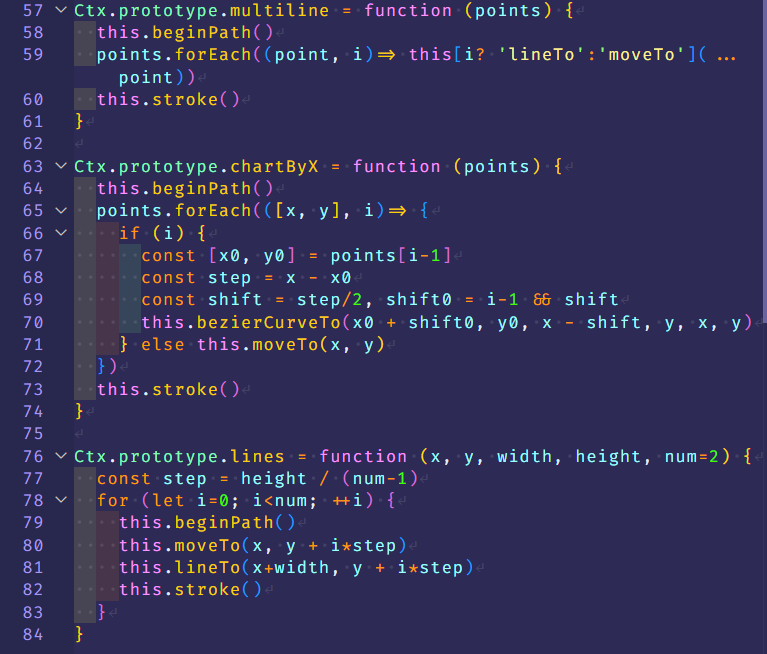 57 Ctx.prototype.multiline = function (points) {
58   this.beginPath()
59   points.forEach((point, i)=> this[i? 'lineTo':'moveTo']( ...
    point))
60   this.stroke()
61 }
62
63 Ctx.prototype.chartByX = function (points) {
64   this.beginPath()
65   points.forEach(([x, y], i)=> {
66     if (i) {
67       const [x0, y0] = points[i-1]
68       const step = x - x0
69       const shift = step/2, shift0 = i-1 && shift
70       this.bezierCurveTo(x0 + shift0, y0, x - shift, y, x, y)
71     } else this.moveTo(x, y)
72   })
73   this.stroke()
74 }
75
76 Ctx.prototype.lines = function (x, y, width, height, num=2) {
77   const step = height / (num-1)
78   for (let i=0; i<num; ++i) {
79     this.beginPath()
80     this.moveTo(x, y + i*step)
81     this.lineTo(x+width, y + i*step)
82     this.stroke()
83   }
84 }